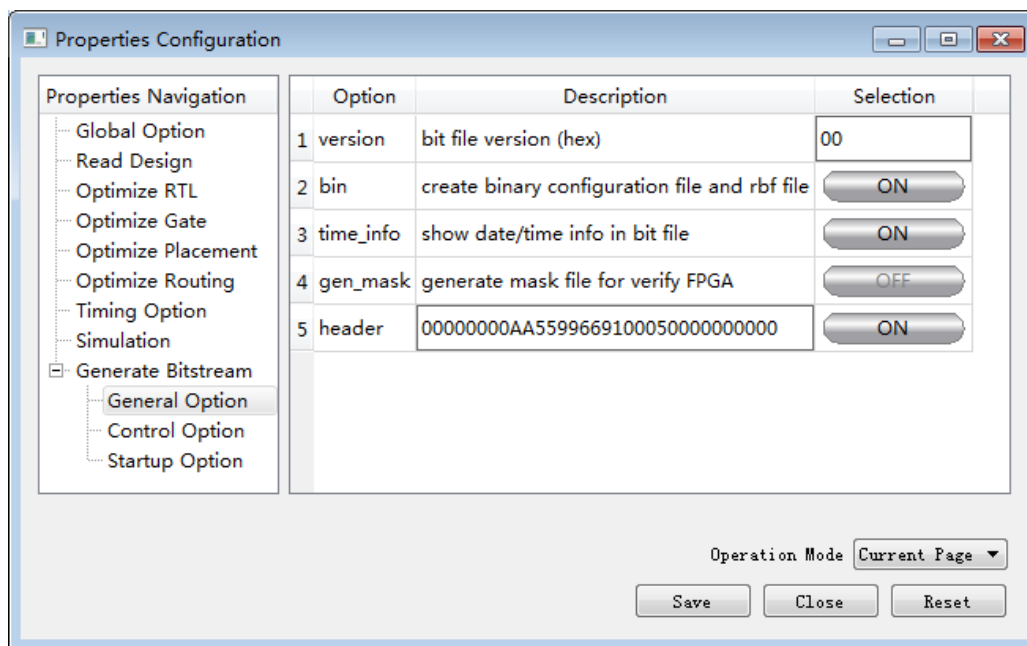 Properties Configuration
Properties Navigation
Global Option
Read Design
Optimize RTL
Optimize Gate
Optimize Placement
Optimize Routing
Timing Option
Simulation
Generate Bitstream
General Option
Control Option
Startup Option
Option Description Selection
1 version bit file version (hex) 00
2 bin create binary configuration file and rbf file ON
3 time_info show date/time info in bit file ON
4 gen_mask generate mask file for verify FPGA OFF
5 header 00000000AA5599669100050000000000 ON
Operation Mode Current Page
Save Close Reset